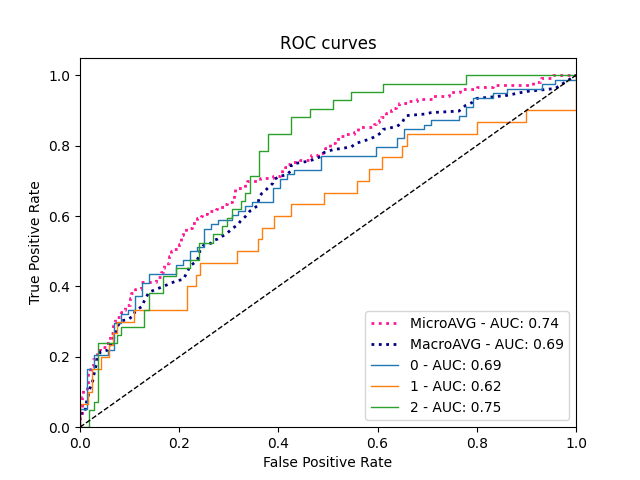 ROC curves
True Positive Rate
1.0
0.8
0.6
0.4
0.2
0.0
MicroAVG - AUC: 0.74
MacroAVG - AUC: 0.69
0 - AUC: 0.69
1 - AUC: 0.62
2 - AUC: 0.75
0.0 0.2 0.4 0.6 0.8 1.0
False Positive Rate